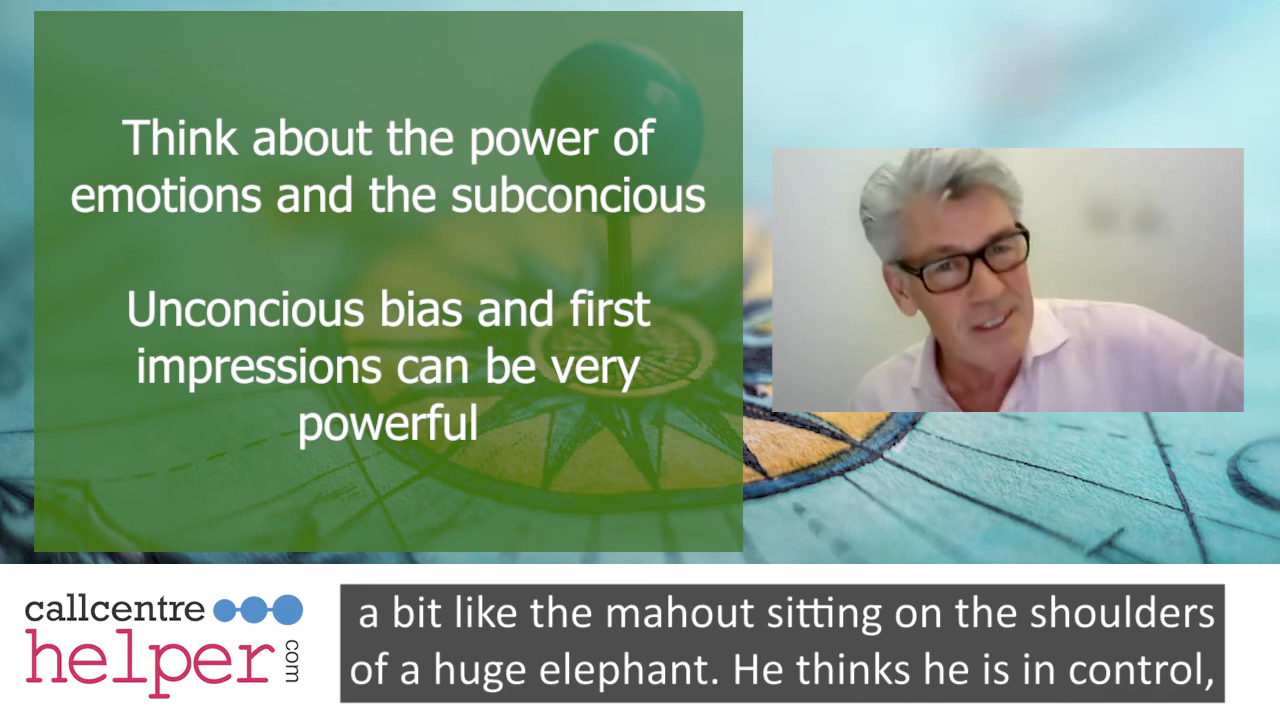 Think about the power of
emotions and the subconcious
Unconcious bias and first
impressions can be very
powerful
callcentre
helper
com
a bit like the mahout sitting on the shoulders
of a huge elephant. He thinks he is in control,